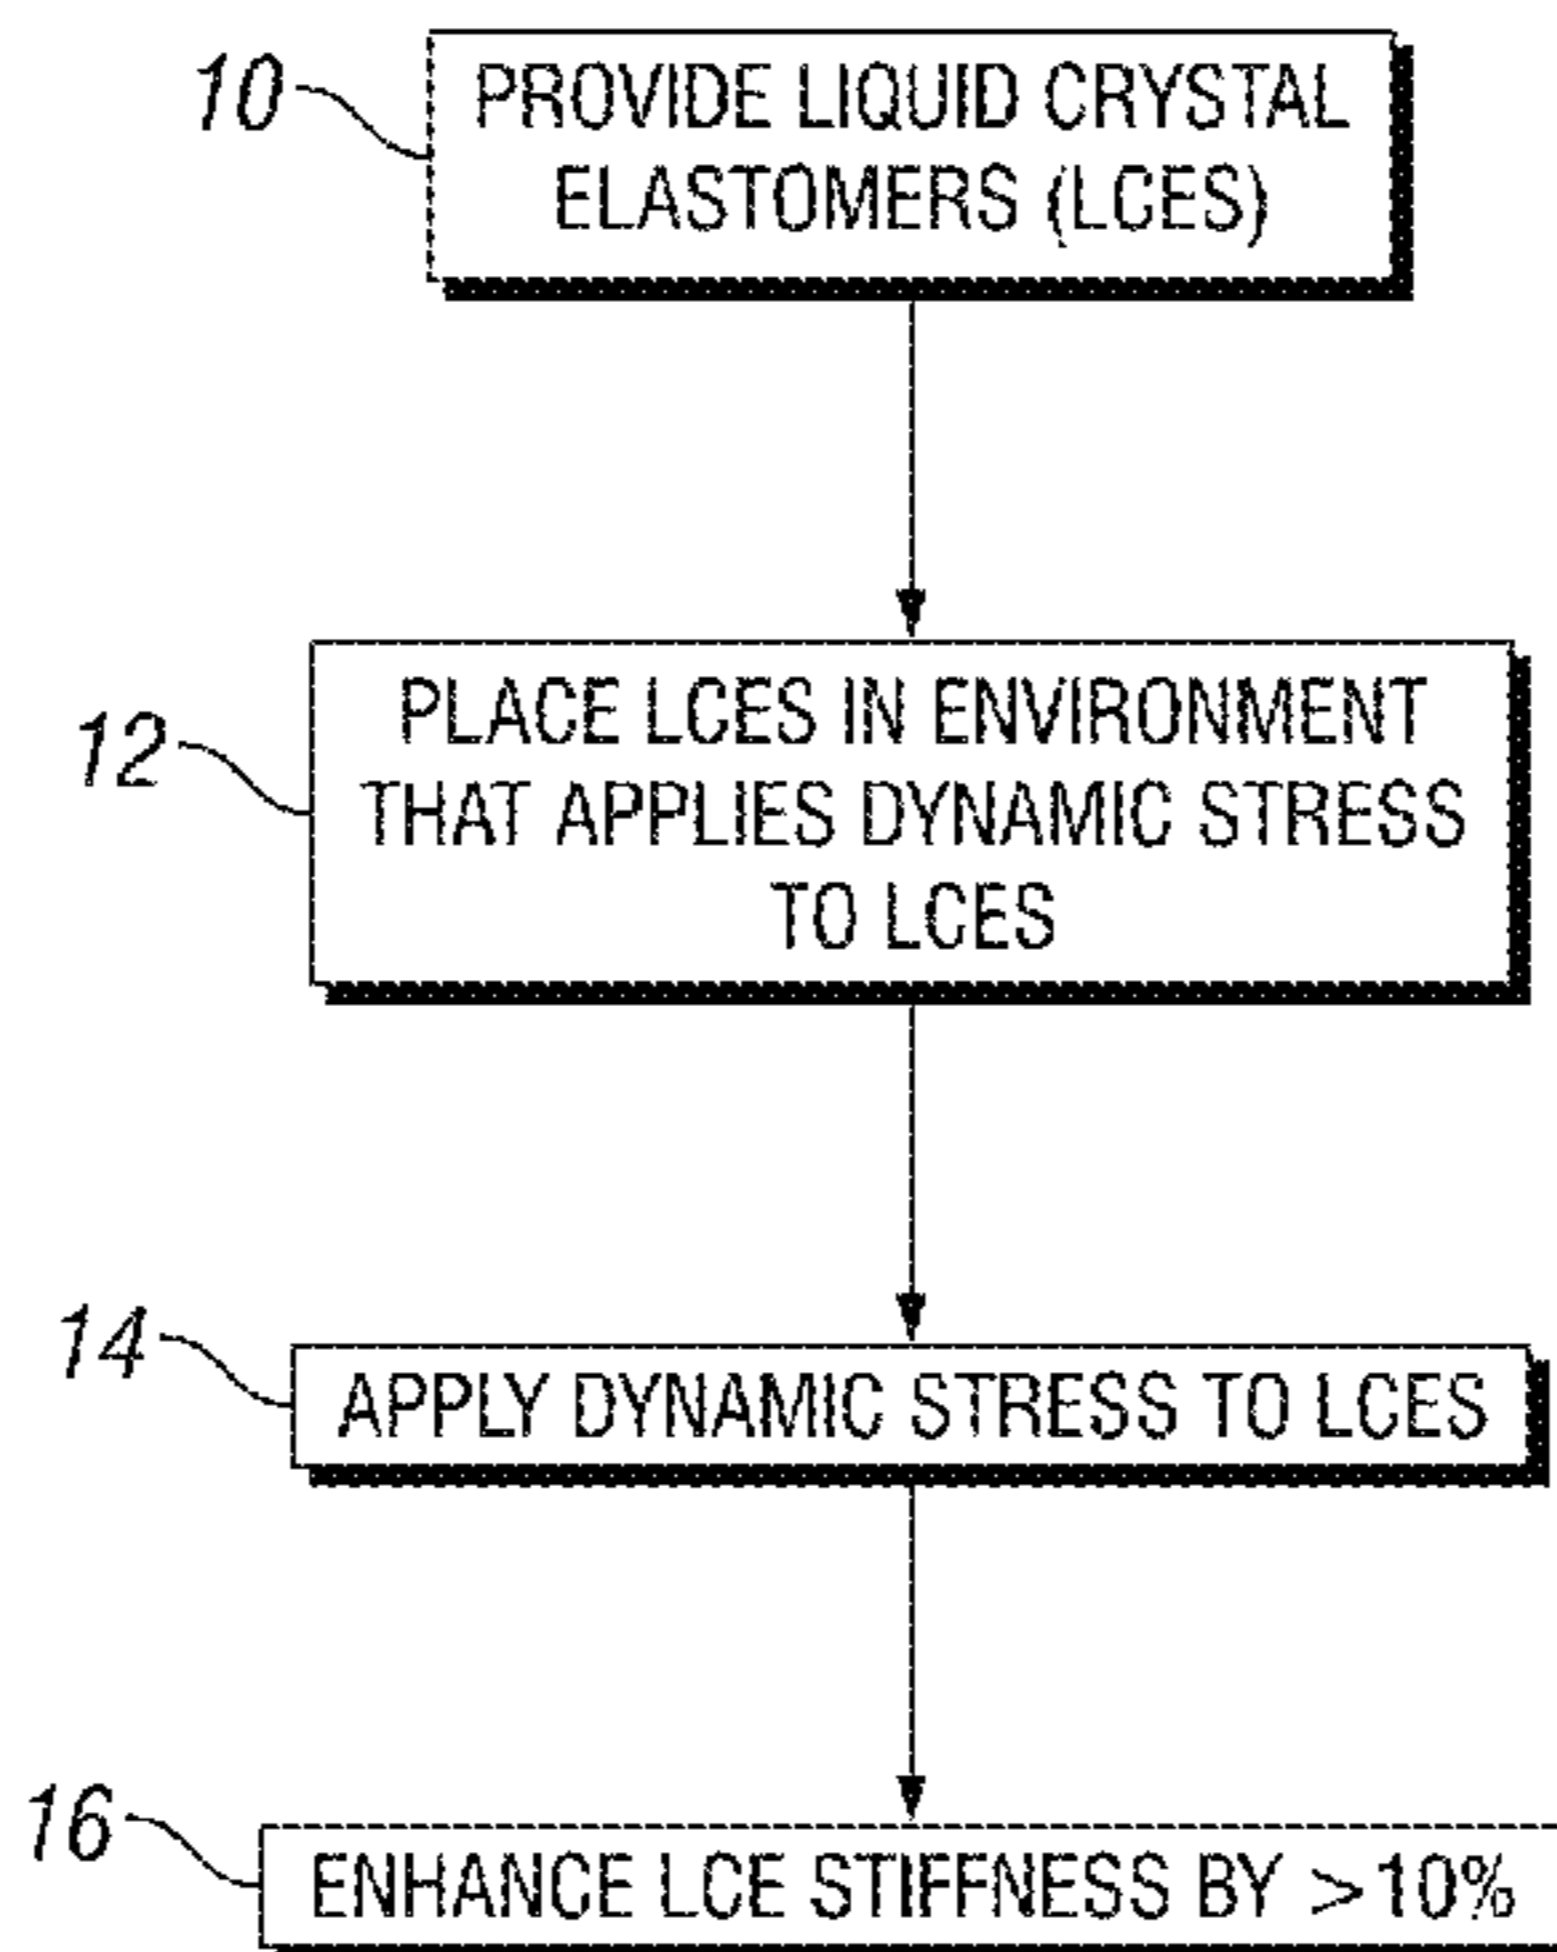 10
PROVIDE LIQUID CRYSTAL
ELASTOMERS (LCES)
12
PLACE LCES IN ENVIRONMENT
THAT APPLIES DYNAMIC STRESS
TO LCES
14
APPLY DYNAMIC STRESS TO LCES
16
ENHANCE LCE STIFFNESS BY >10%